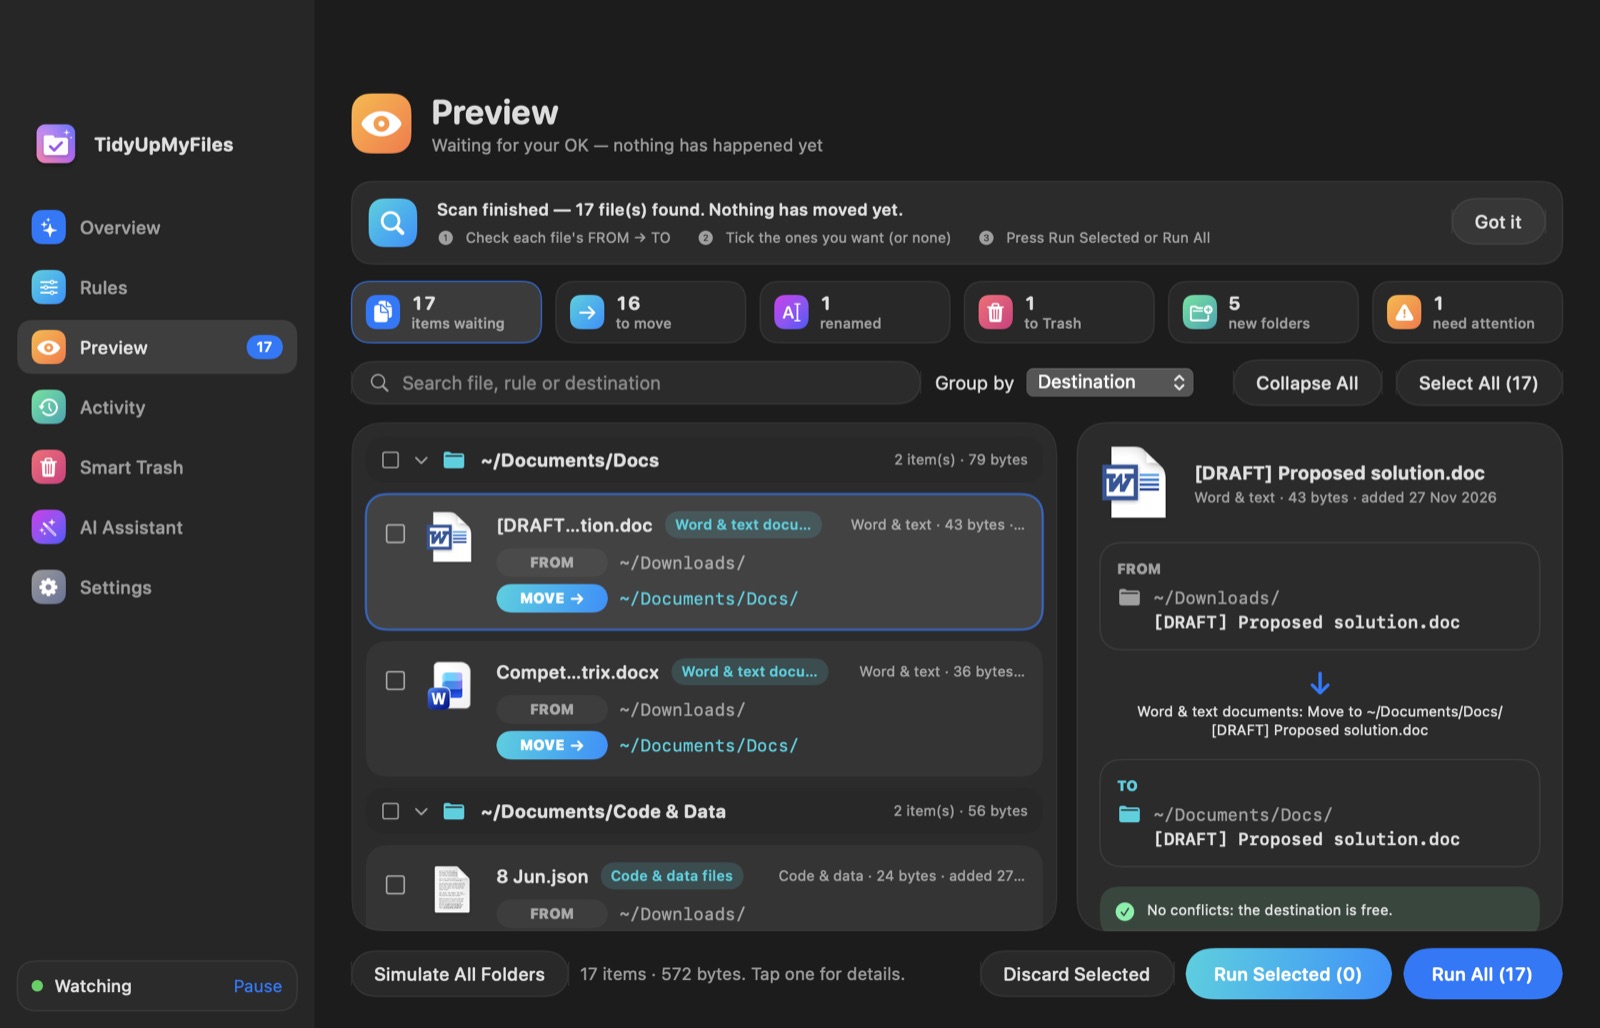 TidyUpMyFiles
Overview
Rules
Preview 17
Activity
Smart Trash
AI Assistant
Settings
Watching Pause
Preview
Waiting for your OK — nothing has happened yet
Scan finished — 17 file(s) found. Nothing has moved yet.
1 Check each file's FROM → TO 2 Tick the ones you want (or none) 3 Press Run Selected or Run All
Got it
17
items waiting
16
to move
1
renamed
1
to Trash
5
new folders
1
need attention
Search file, rule or destination
Group by Destination
Collapse All
Select All (17)
~/Documents/Docs 2 item(s) · 79 bytes
[DRAFT...tion.doc Word & text docu... Word & text · 43 bytes ·...
FROM ~/Downloads/
MOVE → ~/Documents/Docs/
Compet...trix.docx Word & text docu... Word & text · 36 bytes...
FROM ~/Downloads/
MOVE → ~/Documents/Docs/
~/Documents/Code & Data 2 item(s) · 56 bytes
8 Jun.json Code & data files Code & data · 24 bytes · added 27...
FROM ~/Downloads/
[DRAFT] Proposed solution.doc
Word & text · 43 bytes · added 27 Nov 2026
FROM
~/Downloads/
[DRAFT] Proposed solution.doc
Word & text documents: Move to ~/Documents/Docs/
[DRAFT] Proposed solution.doc
TO
~/Documents/Docs/
[DRAFT] Proposed solution.doc
No conflicts: the destination is free.
Simulate All Folders
17 items · 572 bytes. Tap one for details.
Discard Selected
Run Selected (0)
Run All (17)